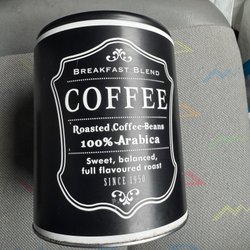 BREAKFAST BLEND
COFFEE
Roasted Coffee Beans
100% Arabica
Sweet, balanced,
full flavoured roast
SINCE 1950